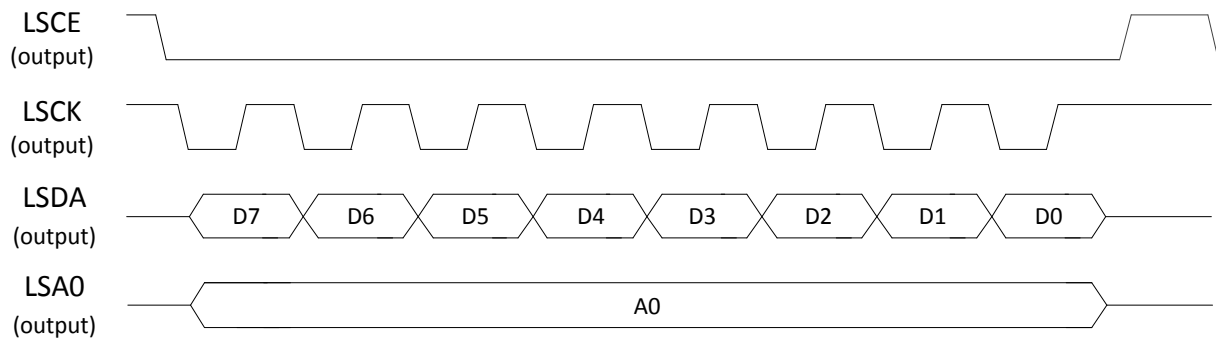 LSCE
(output)
LSCK
(output)
LSDA
(output)
D7 D6 D5 D4 D3 D2 D1 D0
LSA0
(output)
A0